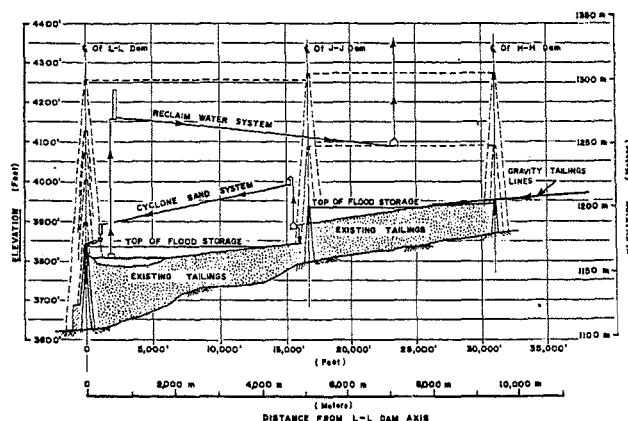 4400'
4300'
4200'
4100'
4000'
3900'
3800'
3700'
3600'
ELEVATION (Feet)
℄ Of L-L Dam
℄ Of J-J Dam
℄ Of H-H Dam
1350 m
1300 m
1250 m
1200 m
1150 m
1100 m
RECLAIM WATER SYSTEM
GRAVITY TAILINGS
LINES
CYCLONE SAND SYSTEM
TOP OF FLOOD STORAGE
EXISTING TAILINGS
TOP OF FLOOD STORAGE
EXISTING TAILINGS
0 5,000' 10,000' 15,000' 20,000' 25,000' 30,000' 35,000'
(Feet)
0 2,000 m 4,000 m 6,000 m 8,000 m 10,000 m
(Meters)
DISTANCE FROM L-L DAM AXIS